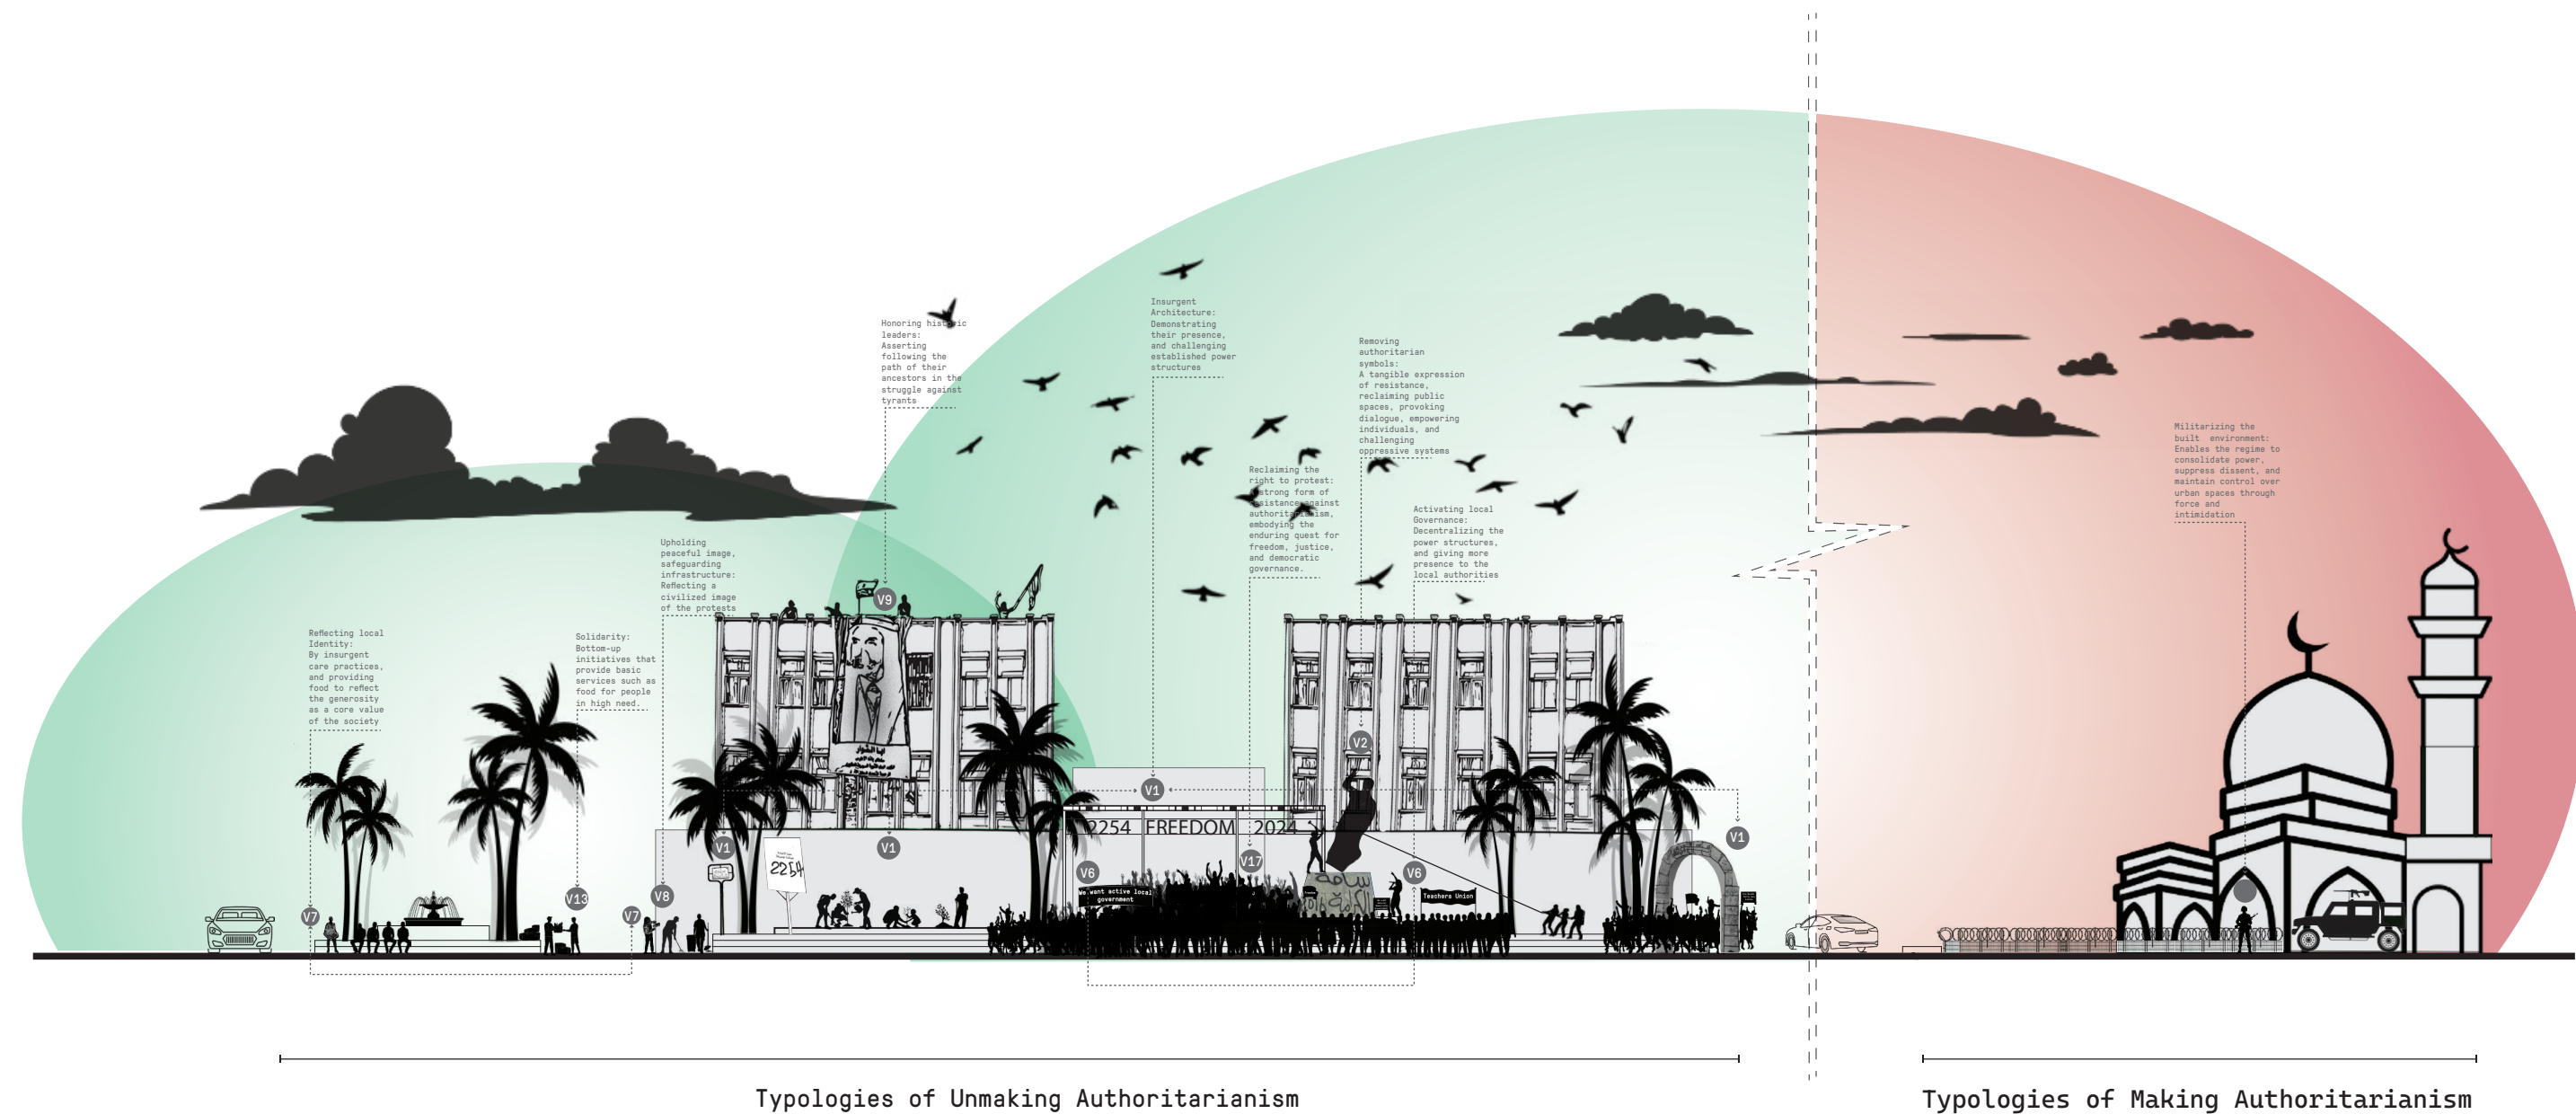 Honoring historic
leaders:
Asserting
following the
path of their
ancestors in the
struggle against
tyrants
Insurgent
Architecture:
Demonstrating
their presence,
and challenging
established power
structures
Removing
authoritarian
symbols:
A tangible expression
of resistance,
reclaiming public
spaces, provoking
dialogue, empowering
individuals, and
challenging
oppressive systems
Militarizing the
built environment:
Enables the regime to
consolidate power,
suppress dissent, and
maintain control over
urban spaces through
force and
intimidation
Reclaiming the
right to protest:
A strong form of
resistance against
authoritarianism,
embodying the
enduring quest for
freedom, justice,
and democratic
governance.
Activating local
Governance:
Decentralizing the
power structures,
and giving more
presence to the
local authorities
Upholding
peaceful image,
safeguarding
infrastructure:
Reflecting a
civilized image
of the protests
Reflecting local
Identity:
By insurgent
care practices,
and providing
food to reflect
the generosity
as a core value
of the society
Solidarity:
Bottom-up
initiatives that
provide basic
services such as
food for people
in high need.
V9
V2
V1
2254 FREEDOM 2024
V1
V1
V1
V17
V6
V6
V8
V13
V7
V7
2254
We want active local
government
ساحة
الكرامة
Teachers Union
Typologies of Unmaking Authoritarianism
Typologies of Making Authoritarianism